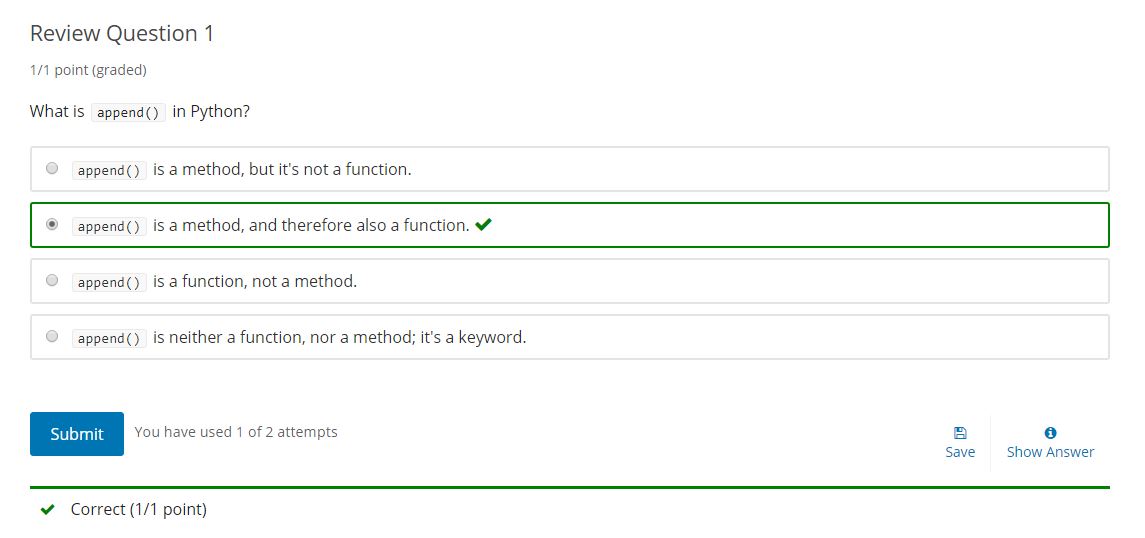 Review Question 1
1/1 point (graded)
What is append() in Python?
append() is a method, but it's not a function.
append() is a method, and therefore also a function.
append() is a function, not a method.
append() is neither a function, nor a method; it's a keyword.
Submit You have used 1 of 2 attempts
Save Show Answer
Correct (1/1 point)